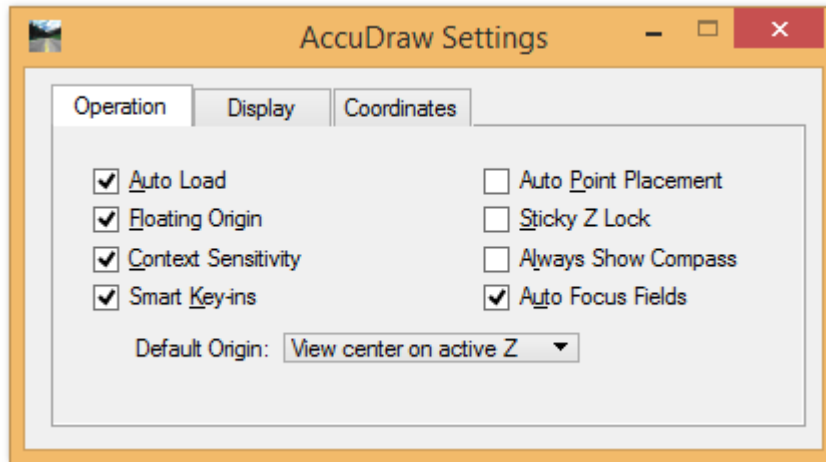 AccuDraw Settings
Operation Display Coordinates
Auto Load
Floating Origin
Context Sensitivity
Smart Key-ins
Auto Point Placement
Sticky Z Lock
Always Show Compass
Auto Focus Fields
Default Origin: View center on active Z